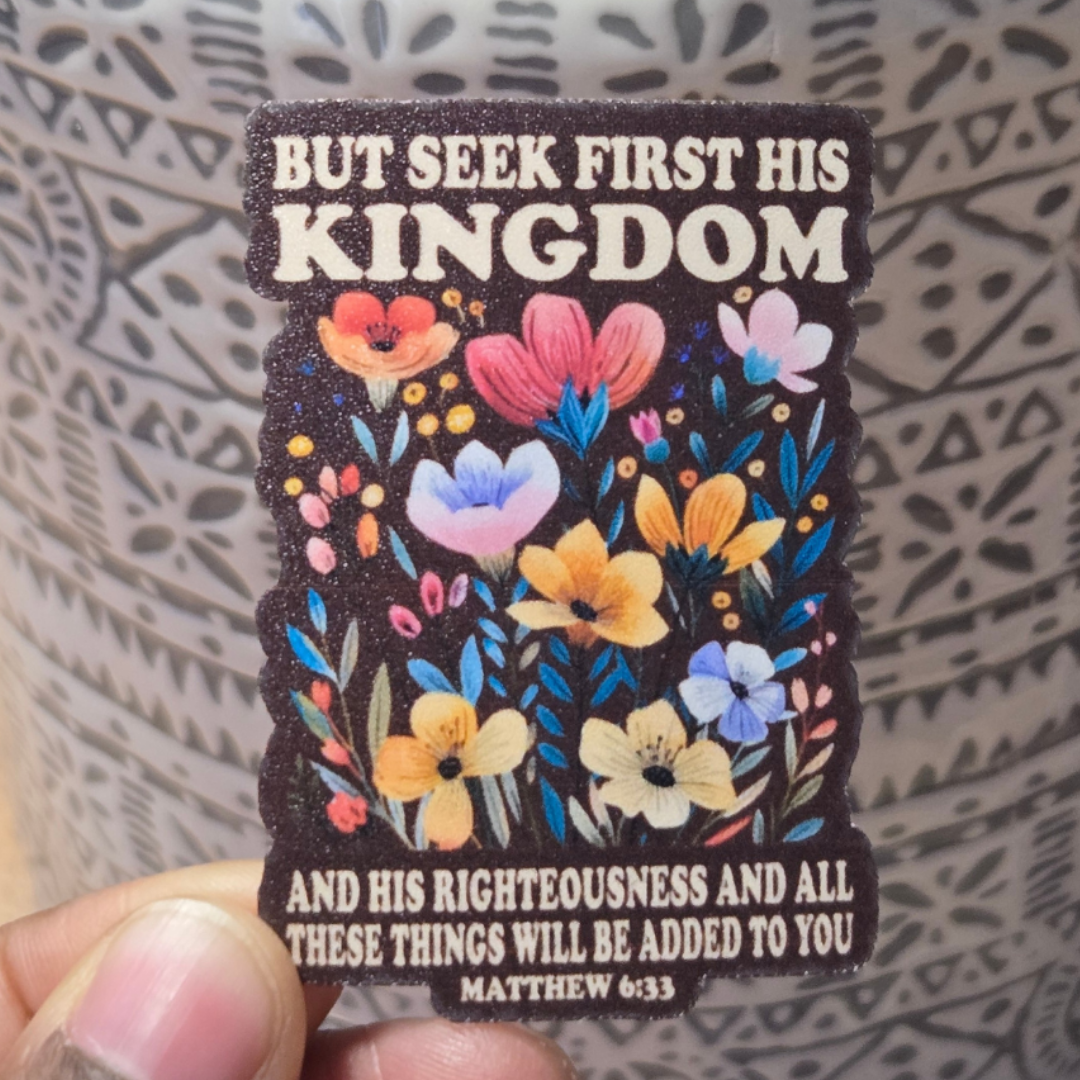 BUT SEEK FIRST HIS
KINGDOM
AND HIS RIGHTEOUSNESS AND ALL
THESE THINGS WILL BE ADDED TO YOU
MATTHEW 6:33